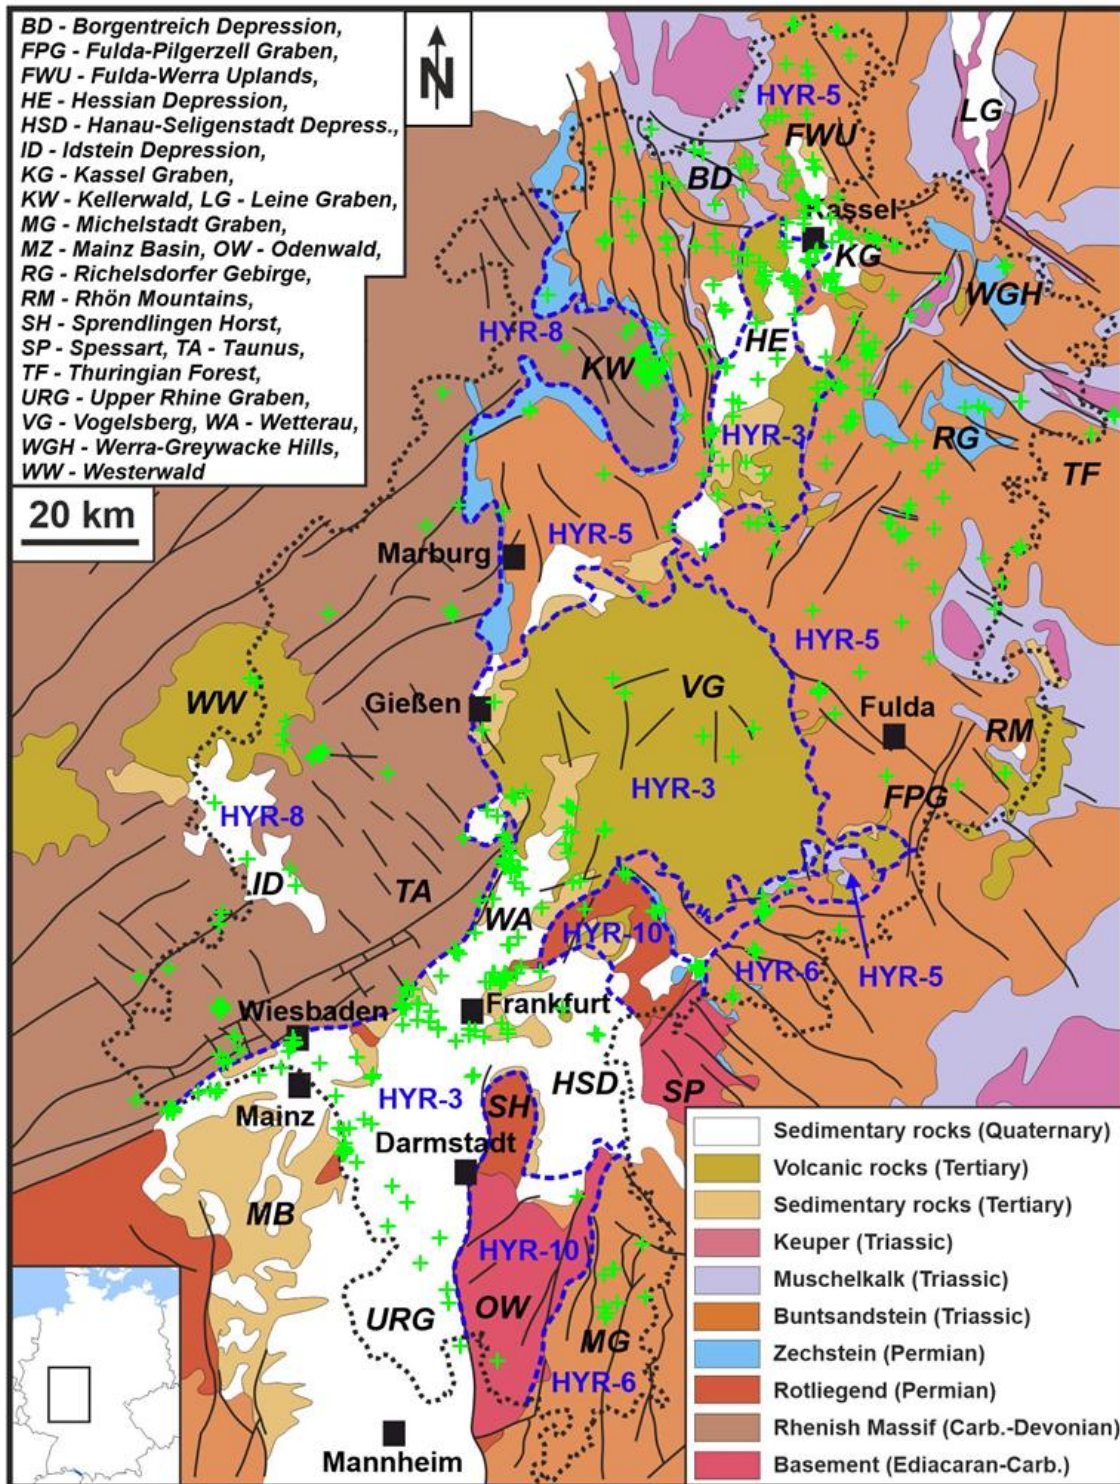 BD - Borgentreich Depression,
FPG - Fulda-Pilgerzell Graben,
FWU - Fulda-Werra Uplands,
HE - Hessian Depression,
HSD - Hanau-Seligenstadt Depress.,
ID - Idstein Depression,
KG - Kassel Graben,
KW - Kellerwald, LG - Leine Graben,
MG - Michelstadt Graben,
MZ - Mainz Basin, OW - Odenwald,
RG - Richelsdorfer Gebirge,
RM - Rhön Mountains,
SH - Sprendlingen Horst,
SP - Spessart, TA - Taunus,
TF - Thuringian Forest,
URG - Upper Rhine Graben,
VG - Vogelsberg, WA - Wetterau,
WGH - Werra-Greywacke Hills,
WW - Westerwald
N
20 km
HYR-5
LG
FWU
BD
Kassel
KG
WGH
HYR-8
HE
KW
HYR-3
RG
TF
HYR-5
Marburg
HYR-5
VG
WW
Gießen
Fulda
RM
HYR-3
FPG
HYR-8
ID
TA
WA
HYR-10
HYR-6
HYR-5
Wiesbaden
Frankfurt
HSD
SP
HYR-3
SH
Mainz
Darmstadt
MB
HYR-10
URG
OW
MG
HYR-6
Mannheim
Sedimentary rocks (Quaternary)
Volcanic rocks (Tertiary)
Sedimentary rocks (Tertiary)
Keuper (Triassic)
Muschelkalk (Triassic)
Buntsandstein (Triassic)
Zechstein (Permian)
Rotliegend (Permian)
Rhenish Massif (Carb.-Devonian)
Basement (Ediacaran-Carb.)